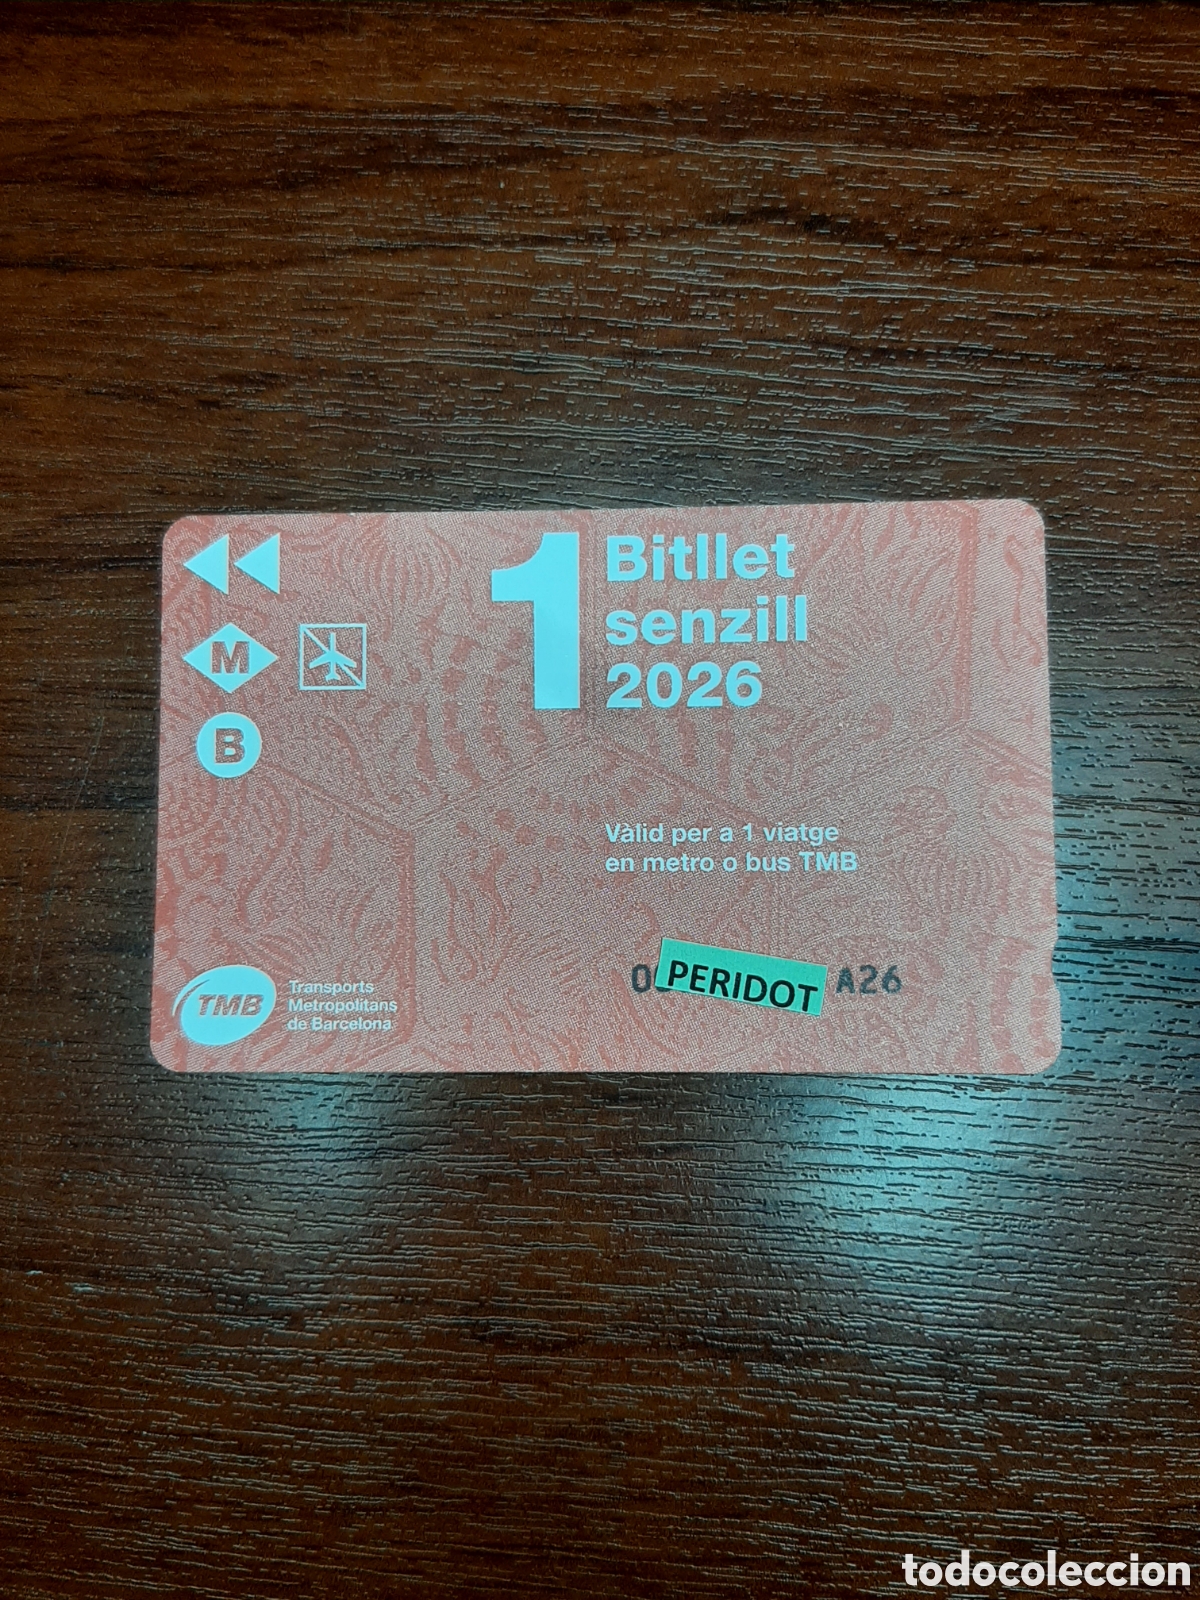 1
Bitllet
senzill
2026
M
B
Vàlid per a 1 viatge
en metro o bus TMB
PERIDOT
A26
TMB
Transports
Metropolitans
de Barcelona
todocoleccion